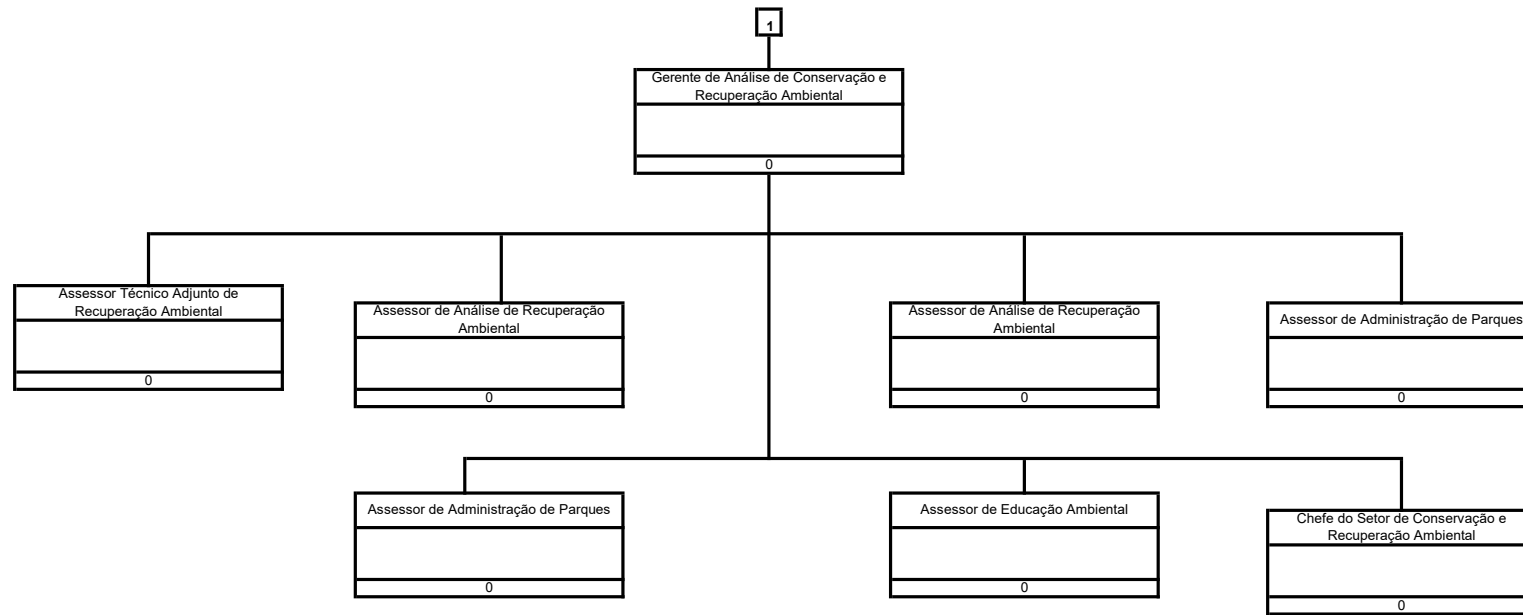 1
Gerente de Análise de Conservação e
Recuperação Ambiental
0
Assessor Técnico Adjunto de
Recuperação Ambiental
0
Assessor de Análise de Recuperação
Ambiental
0
Assessor de Análise de Recuperação
Ambiental
0
Assessor de Administração de Parques
0
Assessor de Administração de Parques
0
Assessor de Educação Ambiental
0
Chefe do Setor de Conservação e
Recuperação Ambiental
0